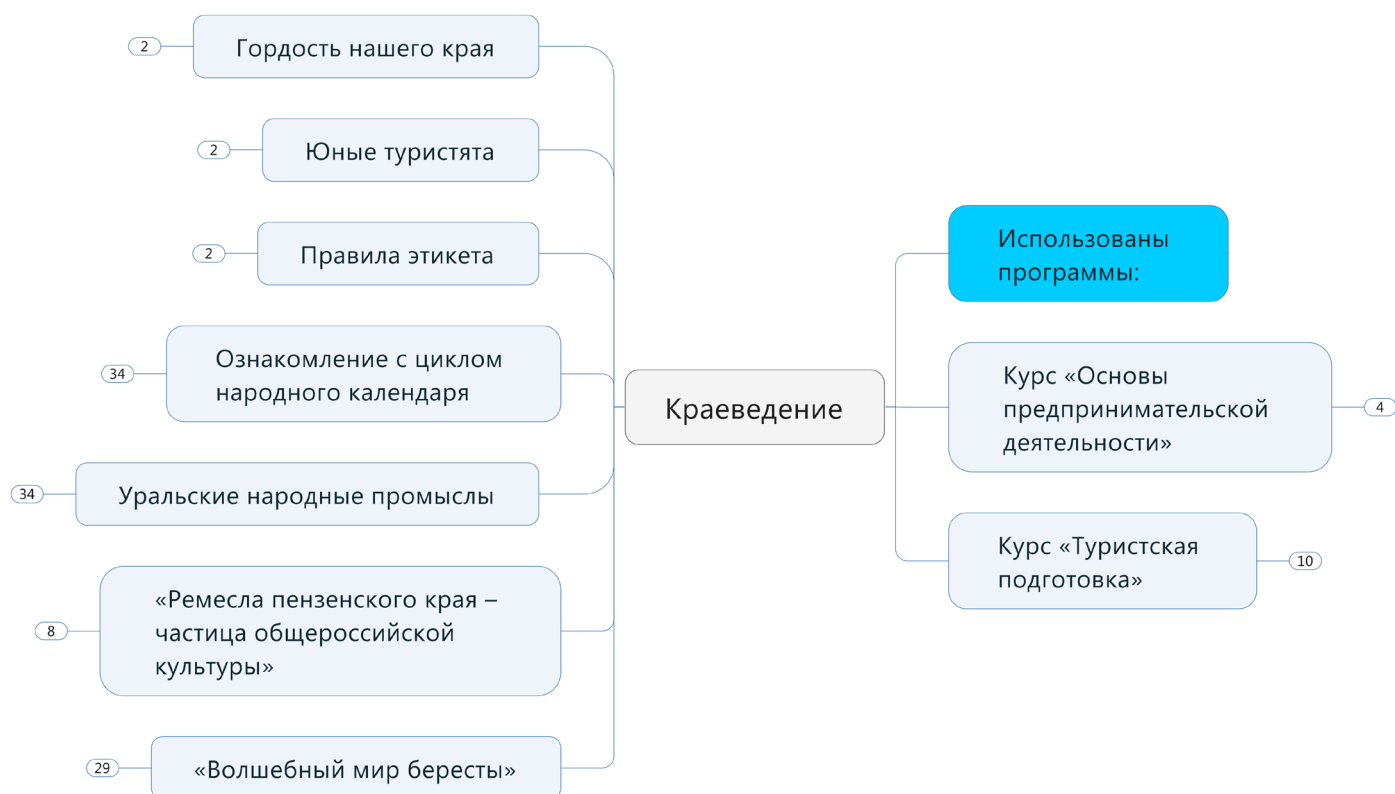 2
Гордость нашего края
2
Юные туристята
2
Правила этикета
34
Ознакомление с циклом
народного календаря
34
Уральские народные промыслы
8
«Ремесла пензенского края –
частица общероссийской
культуры»
29
«Волшебный мир бересты»
Краеведение
Использованы
программы:
Курс «Основы
предпринимательской
деятельности»
4
Курс «Туристская
подготовка»
10